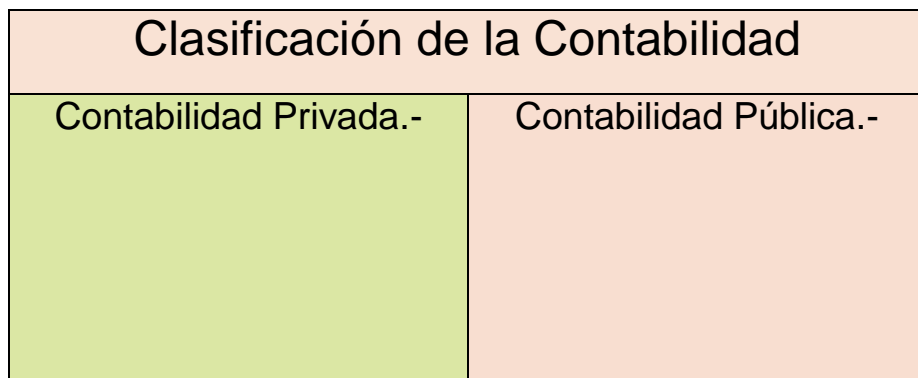 Clasificación de la Contabilidad
Contabilidad Privada.-
Contabilidad Pública.-